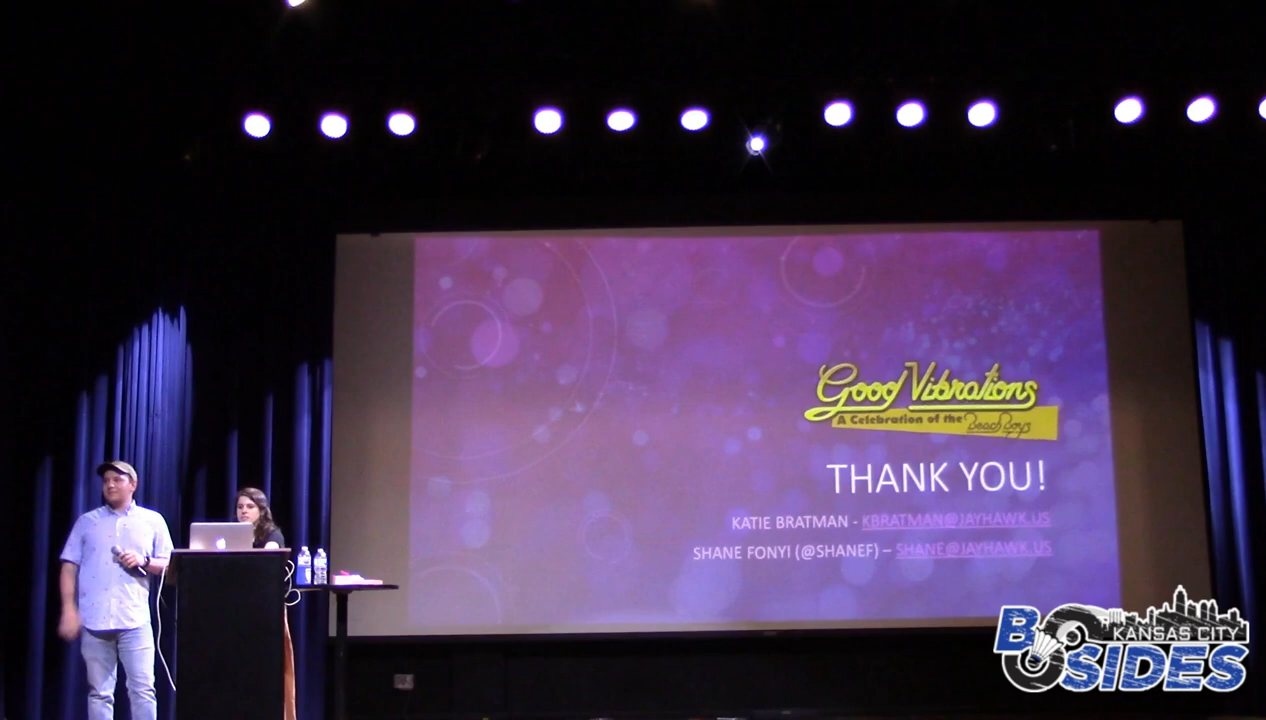 Good Vibrations
A Celebration of the Beach Boys
THANK YOU!
KATIE BRATMAN - KBRATMAN@JAYHAWK.US
SHANE FONYI (@SHANEF) – SHANE@JAYHAWK.US
KANSAS CITY
BSIDES